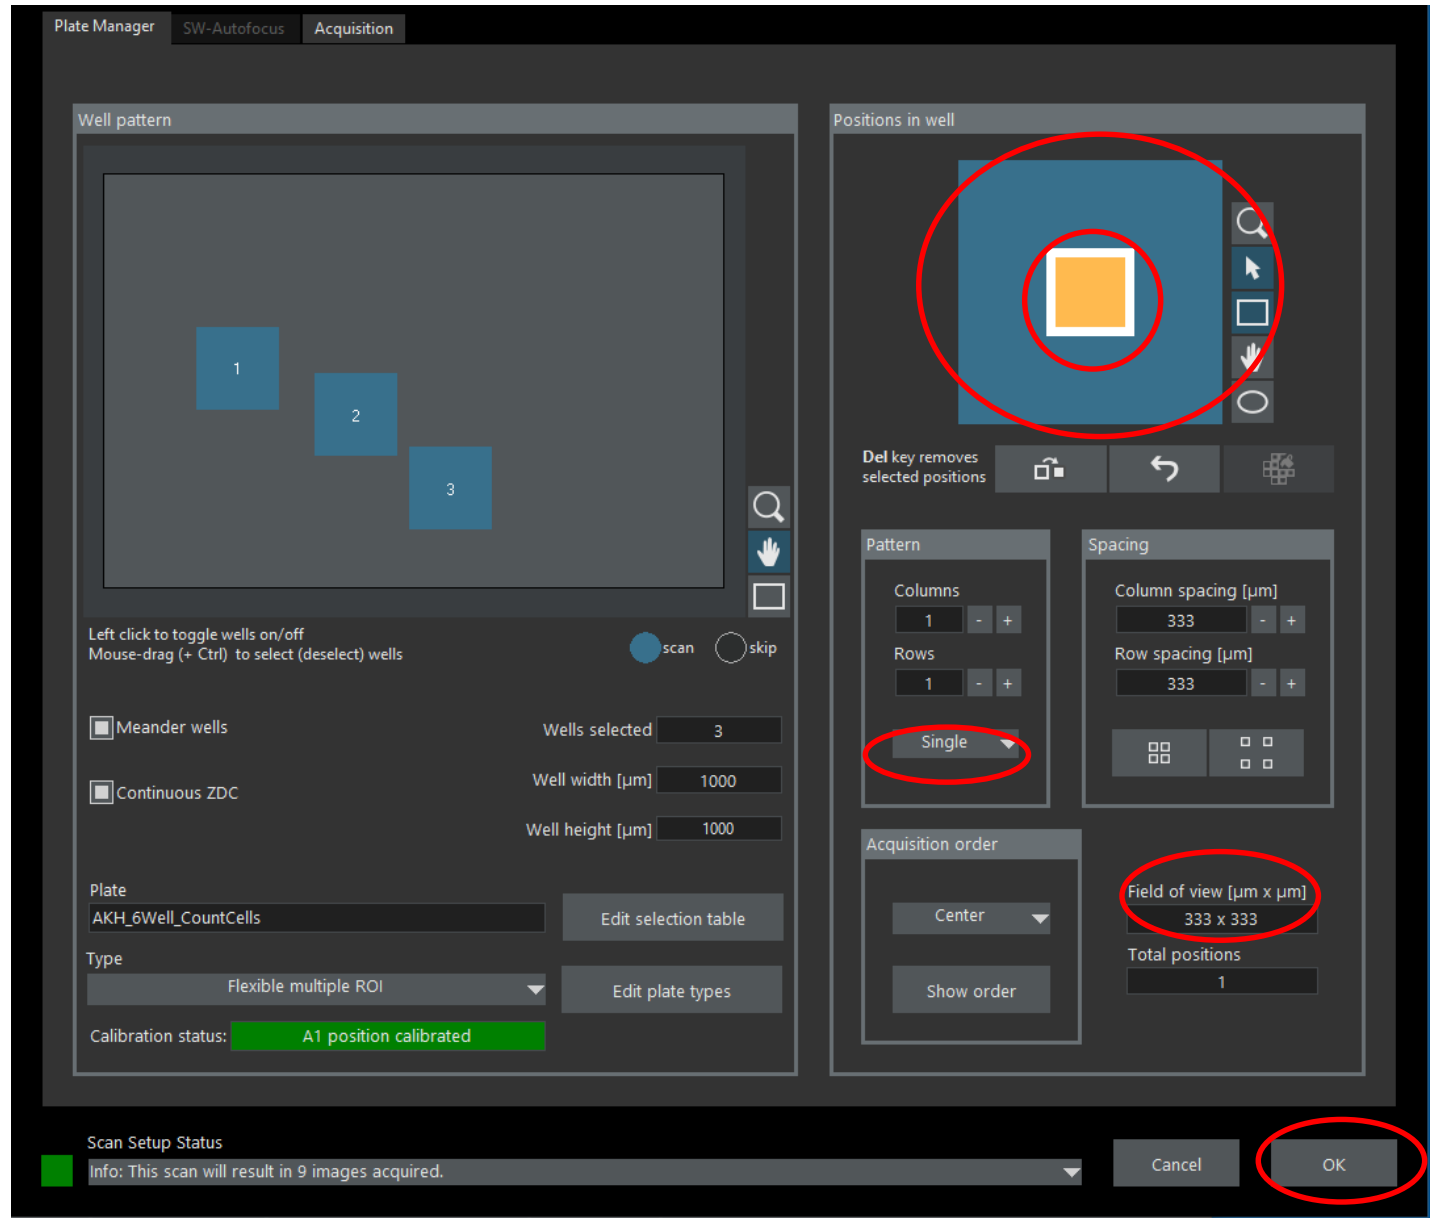 Plate Manager
SW-Autofocus
Acquisition
Well pattern
1
2
3
Left click to toggle wells on/off
Mouse-drag (+ Ctrl) to select (deselect) wells
scan
skip
Meander wells
Continuous ZDC
Wells selected 3
Well width [µm] 1000
Well height [µm] 1000
Plate
AKH_6Well_CountCells
Edit selection table
Type
Flexible multiple ROI
Edit plate types
Calibration status: A1 position calibrated
Positions in well
Del key removes
selected positions
Pattern
Columns
1 - +
Rows
1 - +
Single
Spacing
Column spacing [µm]
333 - +
Row spacing [µm]
333 - +
Acquisition order
Center
Show order
Field of view [µm x µm]
333 x 333
Total positions
1
Scan Setup Status
Info: This scan will result in 9 images acquired.
Cancel
OK